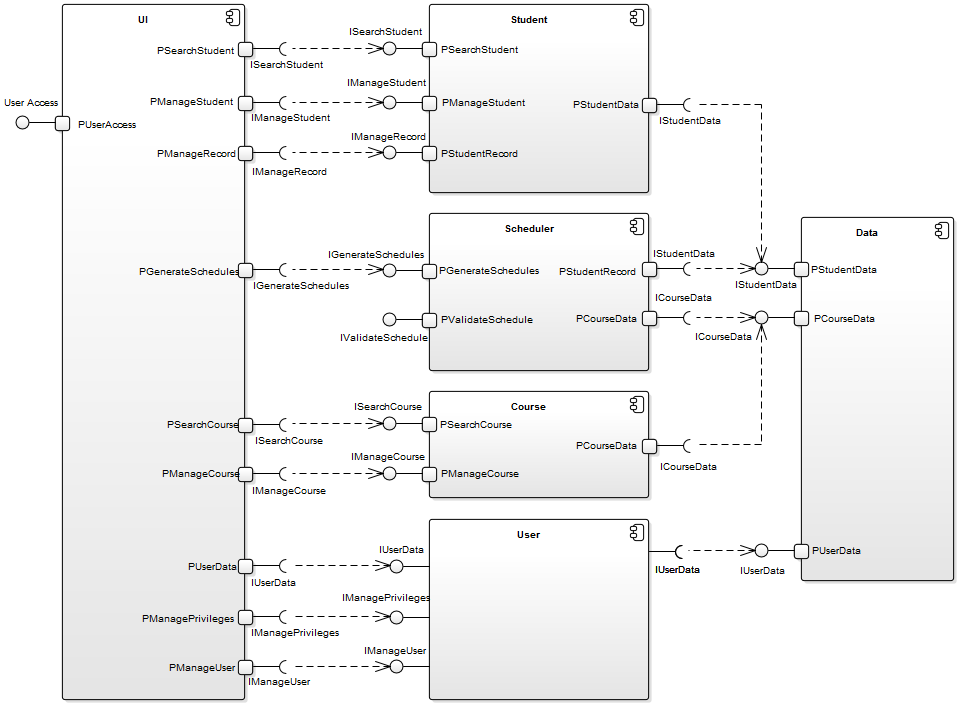 UI
Student
ISearchStudent
PSearchStudent
PSearchStudent
ISearchStudent
IManageStudent
User Access
PManageStudent
PManageStudent
PStudentData
IManageStudent
IStudentData
PUserAccess
IManageRecord
PManageRecord
PStudentRecord
IManageRecord
Scheduler
Data
IGenerateSchedules
IStudentData
PGenerateSchedules
PGenerateSchedules
PStudentRecord
PStudentData
IGenerateSchedules
IStudentData
ICourseData
PValidateSchedule
PCourseData
PCourseData
IValidateSchedule
ICourseData
ISearchCourse
Course
PSearchCourse
PSearchCourse
ISearchCourse
PCourseData
IManageCourse
ICourseData
PManageCourse
PManageCourse
IManageCourse
User
IUserData
PUserData
PUserData
IUserData
IUserData
IUserData
IManagePrivileges
PManagePrivileges
IManagePrivileges
IManageUser
PManageUser
IManageUser